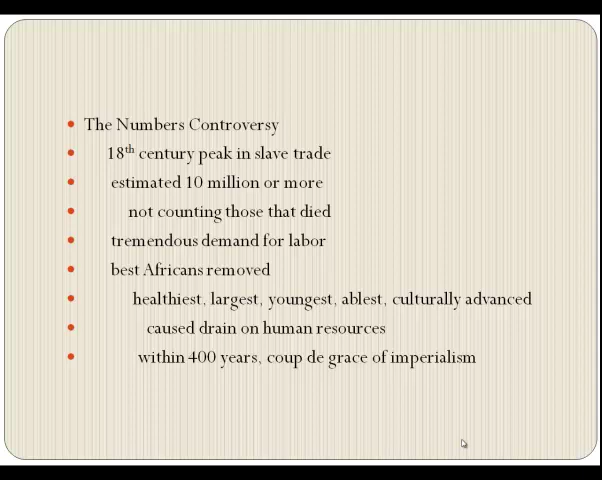 The Numbers Controversy
18th century peak in slave trade
estimated 10 million or more
not counting those that died
tremendous demand for labor
best Africans removed
healthiest, largest, youngest, ablest, culturally advanced
caused drain on human resources
within 400 years, coup de grace of imperialism